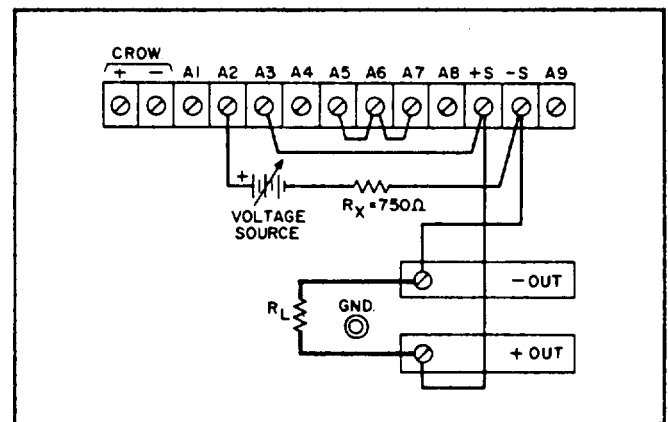 CROW
+ − A1 A2 A3 A4 A5 A6 A7 A8 +S -S A9
+
VOLTAGE
SOURCE
RX=750Ω
− OUT
RL
GND.
+ OUT